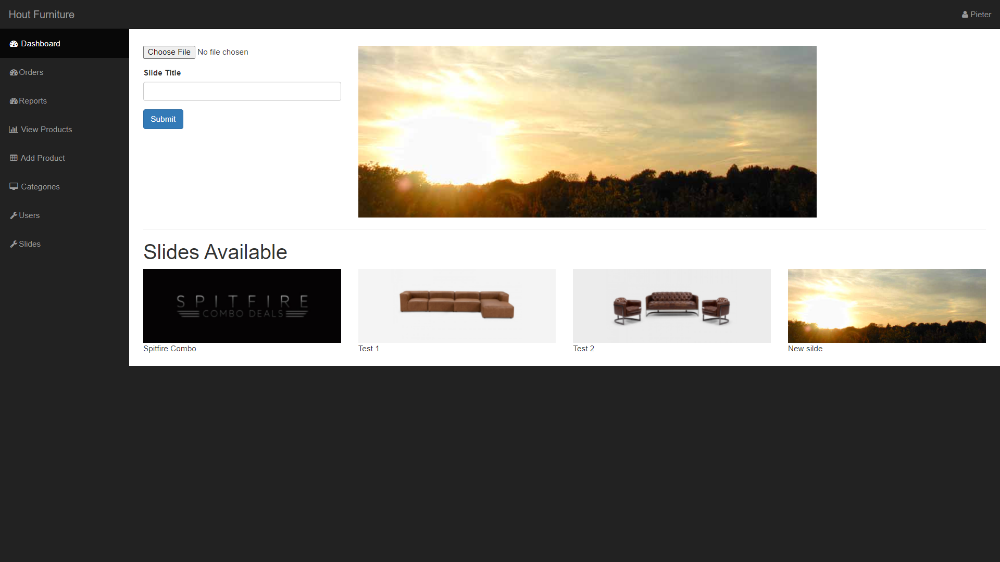 Hout Furniture
Pieter
Dashboard
Orders
Reports
View Products
Add Product
Categories
Users
Slides
Choose File No file chosen
Slide Title
Submit
Slides Available
SPITFIRE
COMBO DEALS
Spitfire Combo
Test 1
Test 2
New silde